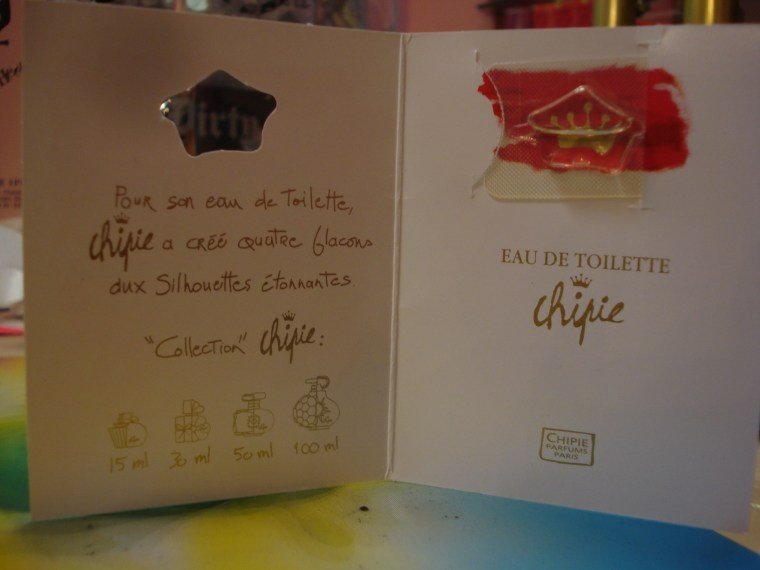 Dirty
Pour son eau de Toilette,
Chipie a créé quatre flacons
aux Silhouettes étonnantes.
"Collection" Chipie:
15 ml 30 ml 50 ml 100 ml
EAU DE TOILETTE
Chipie
CHIPIE
PARFUMS
PARIS